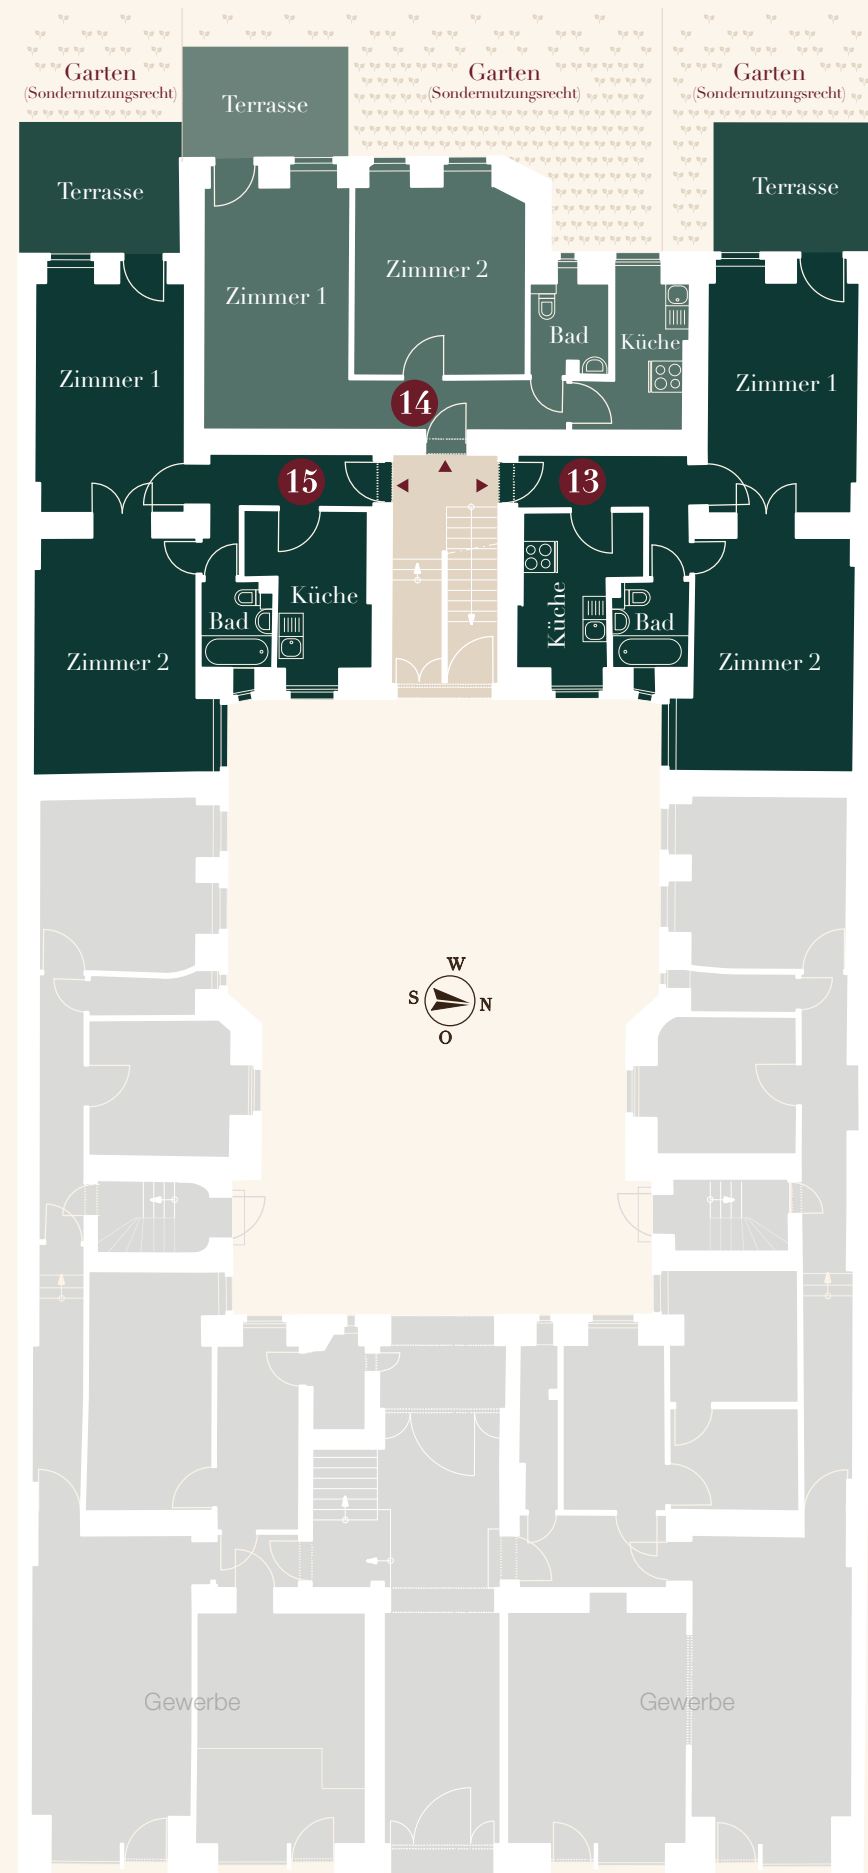 Garten
(Sondernutzungsrecht)
Garten
(Sondernutzungsrecht)
Garten
(Sondernutzungsrecht)
Terrasse
Terrasse
Terrasse
Zimmer 1
Zimmer 2
Bad
Küche
Zimmer 1
Zimmer 1
14
15
13
Küche
Bad
Küche
Bad
Zimmer 2
Zimmer 2
W
S
N
O
Gewerbe
Gewerbe